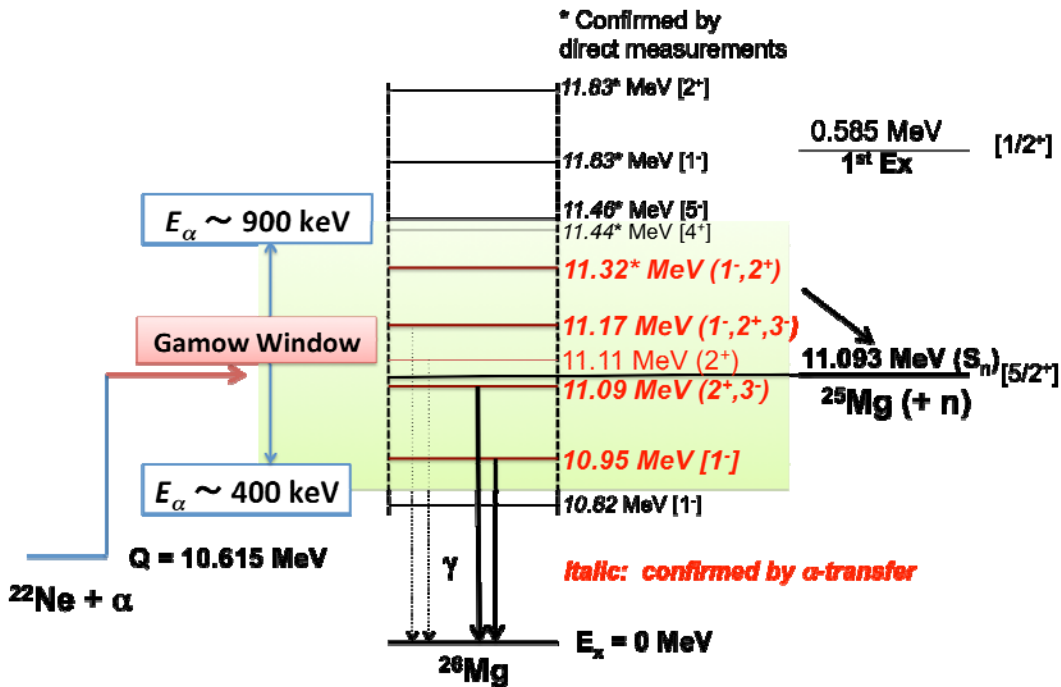 * Confirmed by
direct measurements
11.83* MeV [2⁺]
0.585 MeV
1ˢᵗ Ex
[1/2⁺]
11.63* MeV [1⁻]
Eα ～ 900 keV
11.46* MeV [5⁻]
11.44* MeV [4⁺]
11.32* MeV (1⁻,2⁺)
Gamow Window
11.17 MeV (1⁻,2⁺,3⁻)
11.11 MeV (2⁺)
11.093 MeV (Sₙ)
[5/2⁺]
11.09 MeV (2⁺,3⁻)
²⁵Mg (+ n)
10.95 MeV [1⁻]
Eα ～ 400 keV
10.82 MeV [1⁻]
Q = 10.615 MeV
γ
Italic: confirmed by α-transfer
²²Ne + α
Eₓ = 0 MeV
²⁶Mg